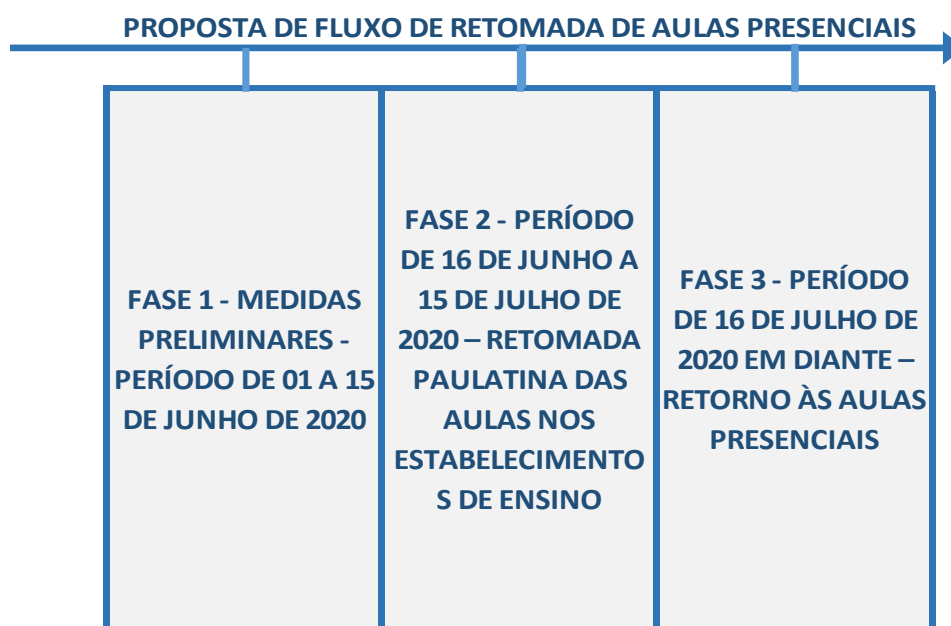 PROPOSTA DE FLUXO DE RETOMADA DE AULAS PRESENCIAIS
FASE 1 - MEDIDAS
PRELIMINARES -
PERÍODO DE 01 A 15
DE JUNHO DE 2020
FASE 2 - PERÍODO
DE 16 DE JUNHO A
15 DE JULHO DE
2020 – RETOMADA
PAULATINA DAS
AULAS NOS
ESTABELECIMENTO
S DE ENSINO
FASE 3 - PERÍODO
DE 16 DE JULHO DE
2020 EM DIANTE –
RETORNO ÀS AULAS
PRESENCIAIS